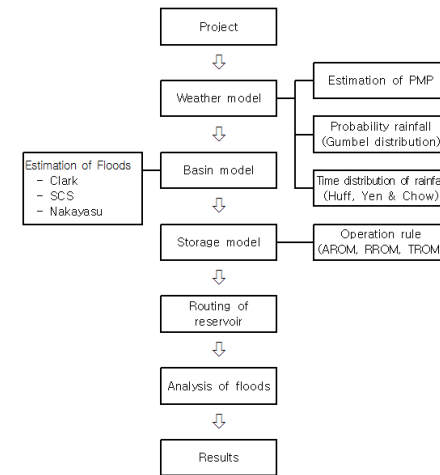 Project
Weather model
Estimation of PMP
Probability rainfall
(Gumbel distribution)
Time distribution of rainfa
(Huff, Yen & Chow)
Estimation of Floods
- Clark
- SCS
- Nakayasu
Basin model
Storage model
Operation rule
(AROM, RROM, TROM
Routing of
reservoir
Analysis of floods
Results